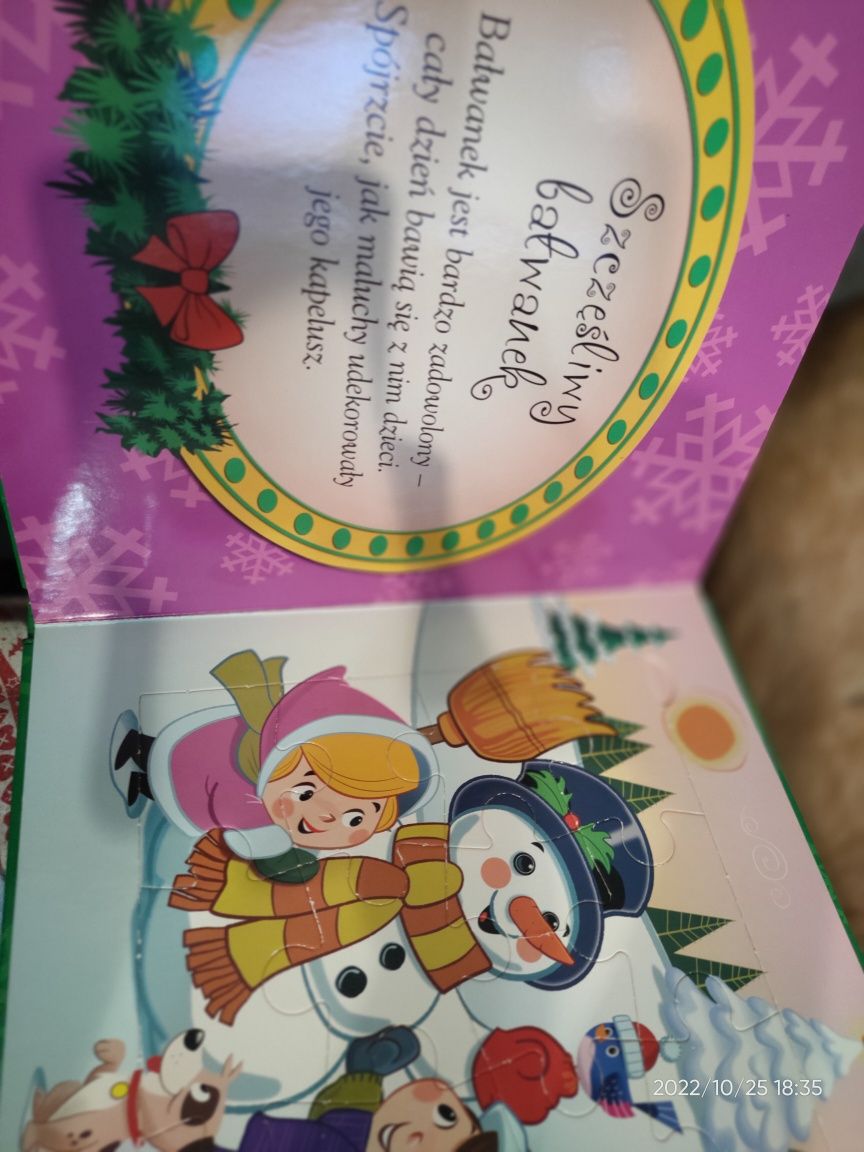 Szczęśliwy
bałwanek
Bałwanek jest bardzo zadowolony –
cały dzień bawią się z nim dzieci.
Spójrzcie, jak maluchy udekorowały
jego kapelusz.
2022/10/25 18:35